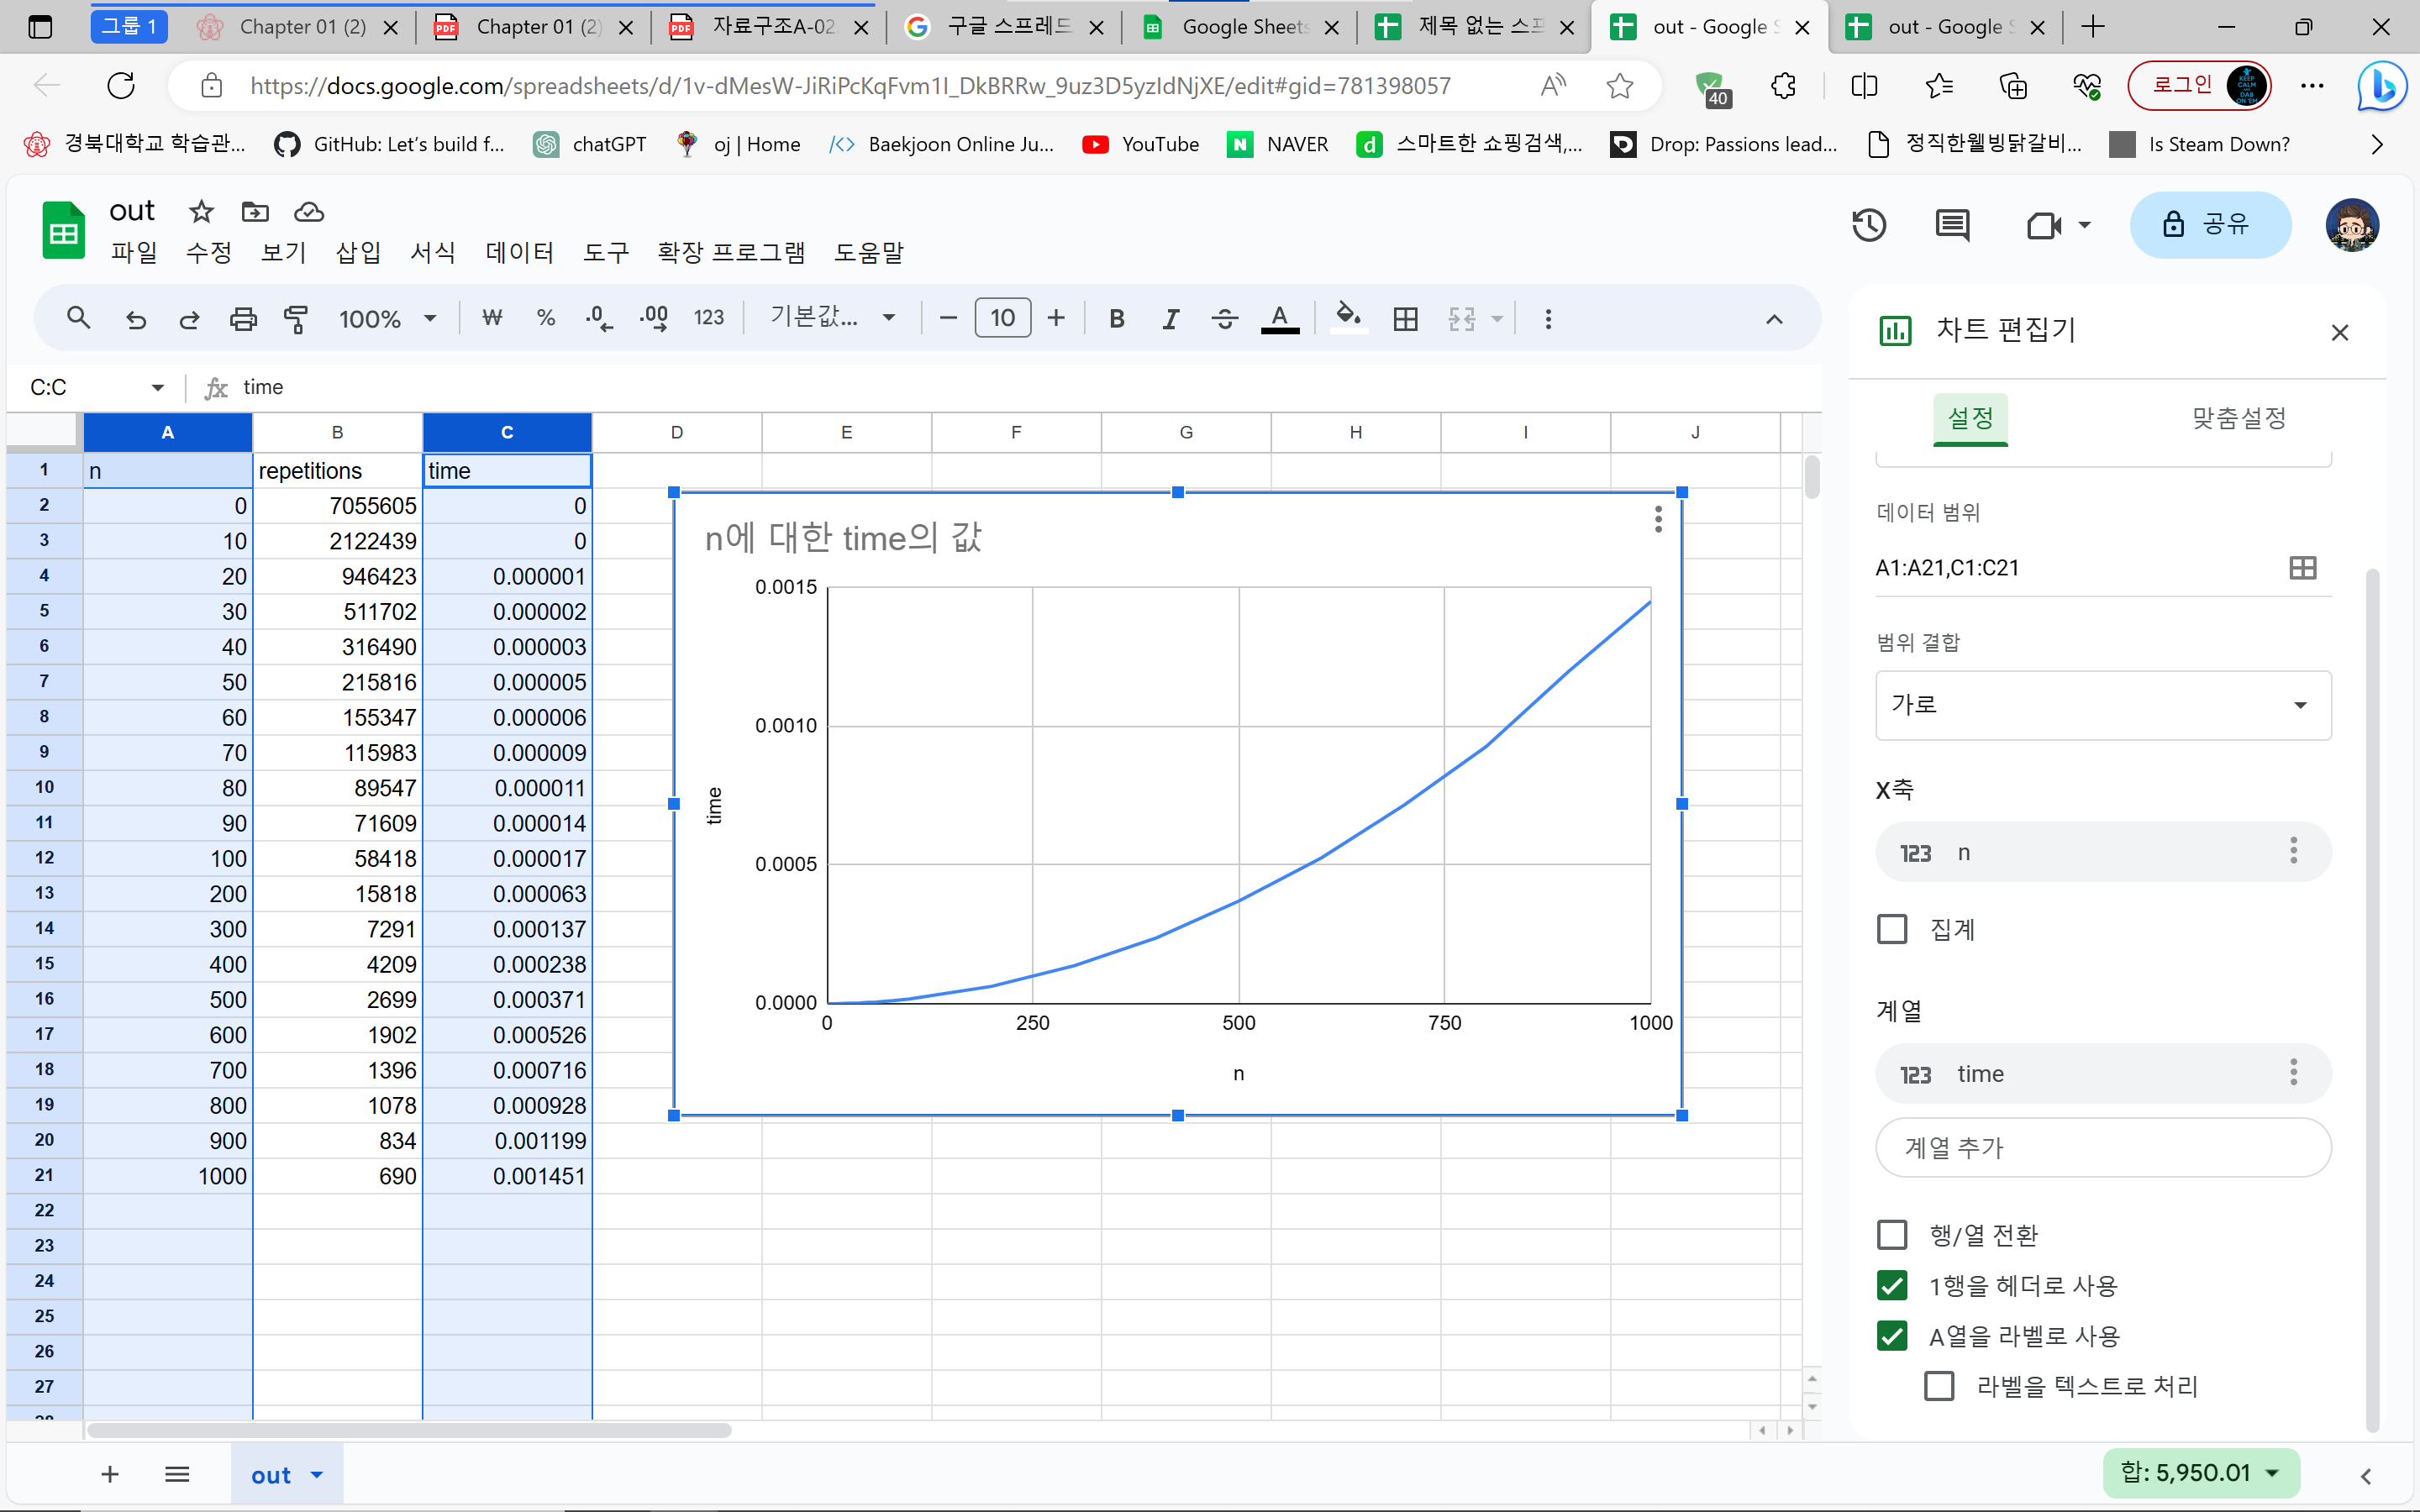 그룹 1
Chapter 01 (2)
Chapter 01 (2)
자료구조A-02
구글 스프레드
Google Sheets
제목 없는 스프
out - Google S
out - Google S
https://docs.google.com/spreadsheets/d/1v-dMesW-JiRiPcKqFvm1I_DkBRRw_9uz3D5yzIdNjXE/edit#gid=781398057
40
로그인
경북대학교 학습관...
GitHub: Let's build f...
chatGPT
oj | Home
Baekjoon Online Ju...
YouTube
NAVER
스마트한 쇼핑검색,...
Drop: Passions lead...
정직한웰빙닭갈비...
Is Steam Down?
out
파일 수정 보기 삽입 서식 데이터 도구 확장 프로그램 도움말
공유
100% ₩ % .0 .00 123 기본값... 10 B I A
C:C
time
A B C D E F G H I J
1 n repetitions time
2 0 7055605 0
3 10 2122439 0
4 20 946423 0.000001
5 30 511702 0.000002
6 40 316490 0.000003
7 50 215816 0.000005
8 60 155347 0.000006
9 70 115983 0.000009
10 80 89547 0.000011
11 90 71609 0.000014
12 100 58418 0.000017
13 200 15818 0.000063
14 300 7291 0.000137
15 400 4209 0.000238
16 500 2699 0.000371
17 600 1902 0.000526
18 700 1396 0.000716
19 800 1078 0.000928
20 900 834 0.001199
21 1000 690 0.001451
22
23
24
25
26
27
28
n에 대한 time의 값
0.0015
0.0010
0.0005
0.0000
time
0 250 500 750 1000
n
차트 편집기
설정 맞춤설정
데이터 범위
A1:A21,C1:C21
범위 결합
가로
X축
123 n
집계
계열
123 time
계열 추가
행/열 전환
1행을 헤더로 사용
A열을 라벨로 사용
라벨을 텍스트로 처리
out
합: 5,950.01